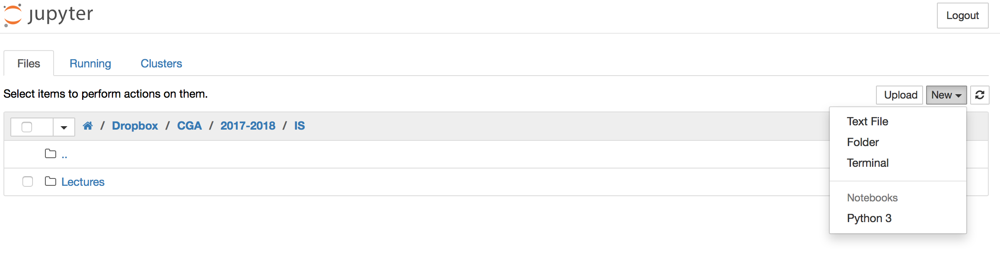 jupyter
Logout
Files Running Clusters
Select items to perform actions on them.
Upload New
/ Dropbox / CGA / 2017-2018 / IS
..
Lectures
Text File
Folder
Terminal
Notebooks
Python 3